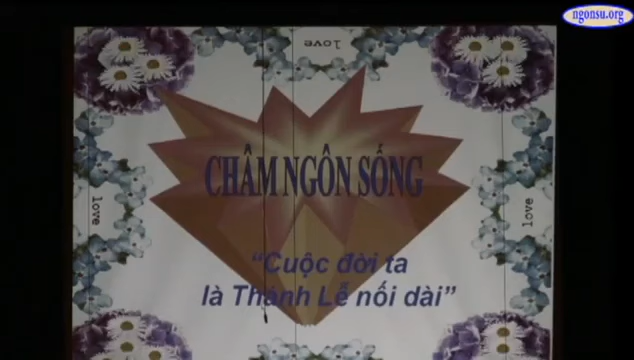 ngonsu.org
love
CHÂM NGÔN SỐNG
love
love
“Cuộc đời ta
là Thánh Lễ nối dài”